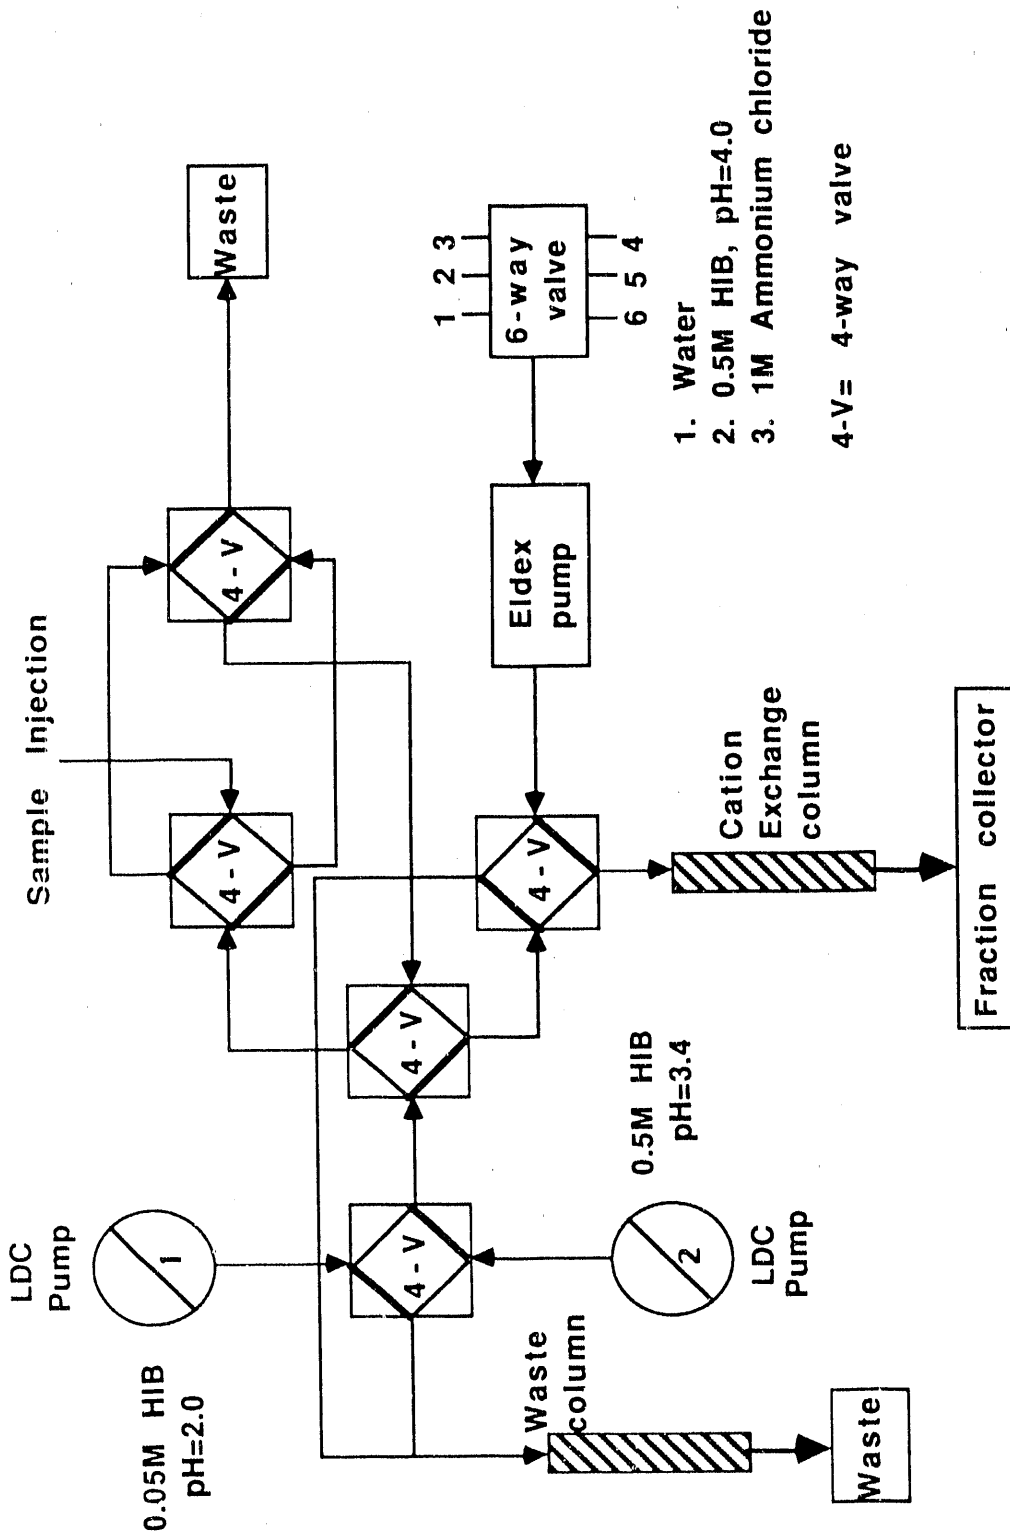 LDC
Pump
1
0.05M HIB
pH=2.0
Sample Injection
4-V
4-V
Waste
4-V
4-V
4-V
LDC
Pump
2
0.5M HIB
pH=3.4
Eldex
pump
6-way
valve
1 2 3
6 5 4
Waste
column
Waste
Cation
Exchange
column
Fraction collector
1. Water
2. 0.5M HIB, pH=4.0
3. 1M Ammonium chloride
4-V= 4-way valve